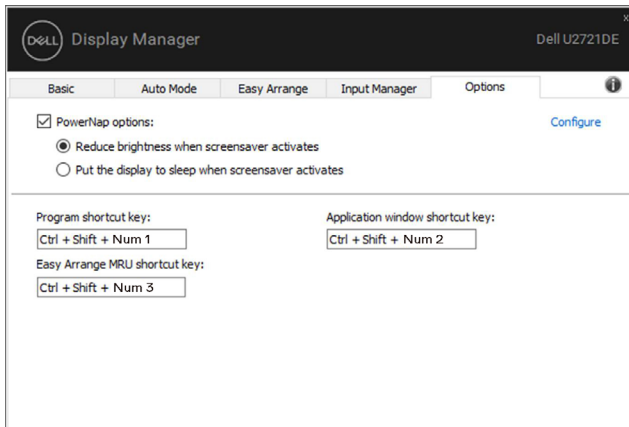 x
DELL Display Manager Dell U2721DE
Basic Auto Mode Easy Arrange Input Manager Options i
PowerNap options: Configure
Reduce brightness when screensaver activates
Put the display to sleep when screensaver activates
Program shortcut key: Application window shortcut key:
Ctrl + Shift + Num 1 Ctrl + Shift + Num 2
Easy Arrange MRU shortcut key:
Ctrl + Shift + Num 3